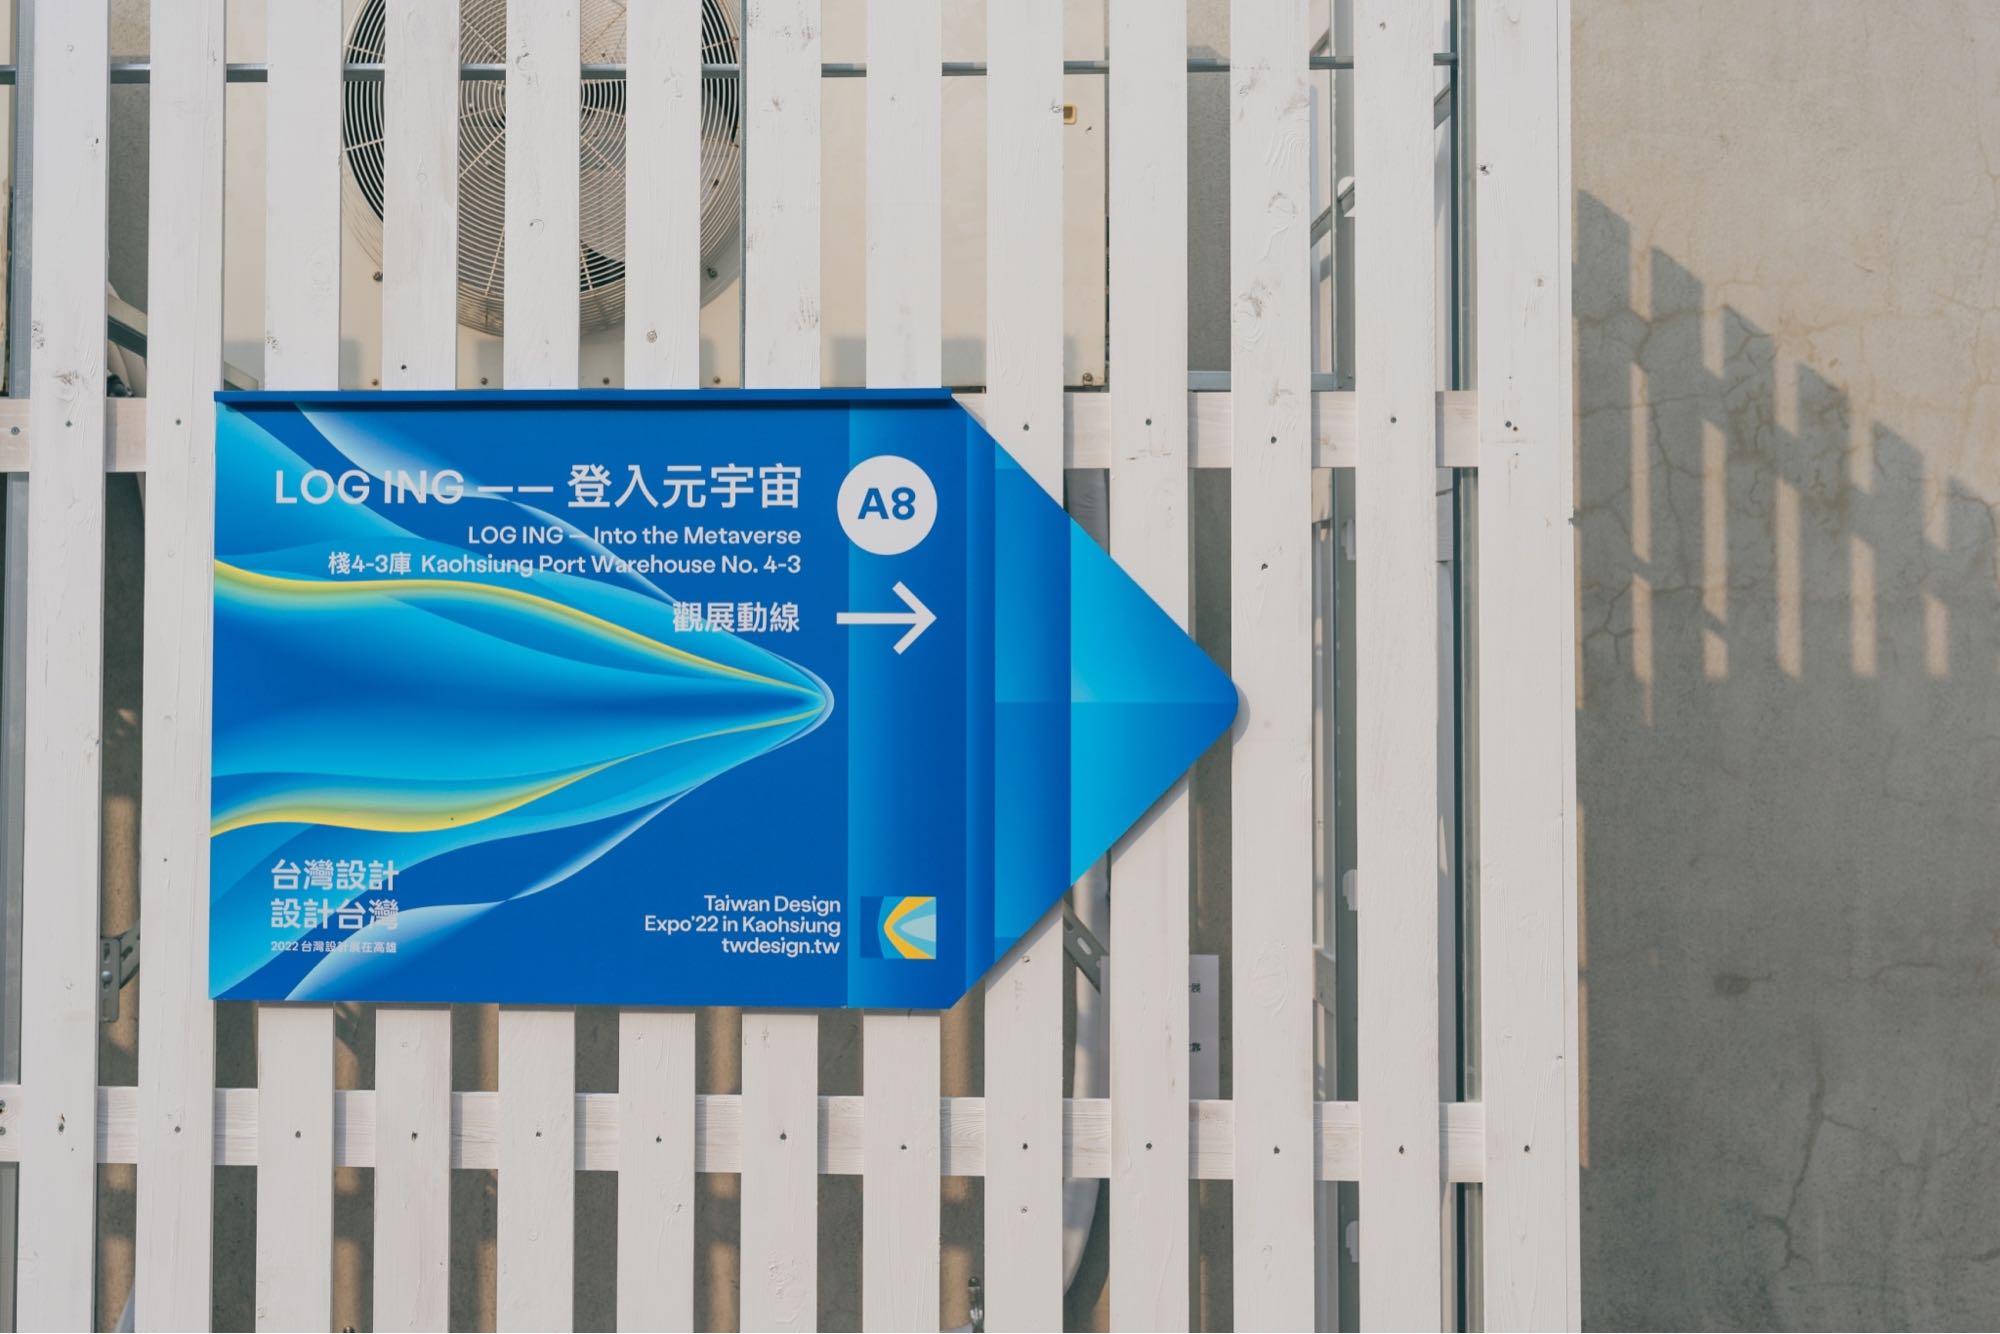 LOG ING —— 登入元宇宙
A8
LOG ING — Into the Metaverse
棧4-3庫 Kaohsiung Port Warehouse No. 4-3
觀展動線
台灣設計
設計台灣
2022 台灣設計展在高雄
Taiwan Design
Expo'22 in Kaohsiung
twdesign.tw